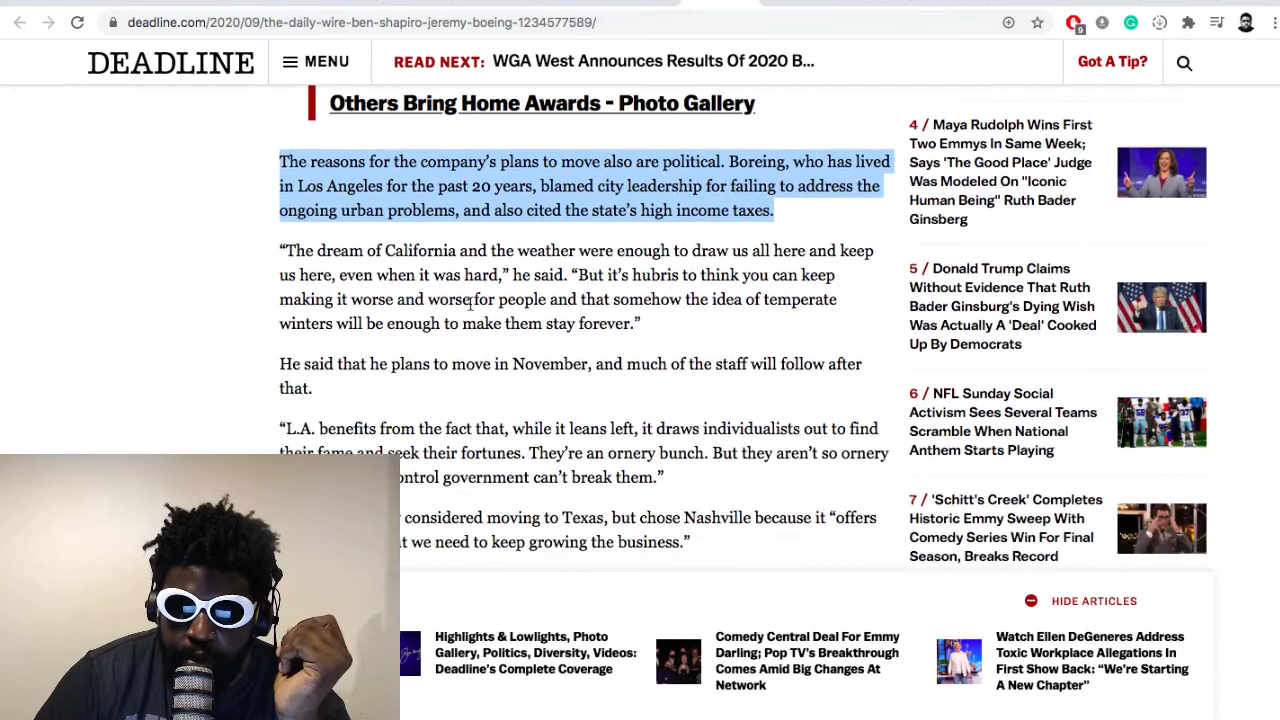 deadline.com/2020/09/the-daily-wire-ben-shapiro-jeremy-boeing-1234577589/
9
DEADLINE
MENU
READ NEXT: WGA West Announces Results Of 2020 B...
Got A Tip?
Others Bring Home Awards - Photo Gallery
The reasons for the company’s plans to move also are political. Boreing, who has lived
in Los Angeles for the past 20 years, blamed city leadership for failing to address the
ongoing urban problems, and also cited the state’s high income taxes.
“The dream of California and the weather were enough to draw us all here and keep
us here, even when it was hard,” he said. “But it’s hubris to think you can keep
making it worse and worse for people and that somehow the idea of temperate
winters will be enough to make them stay forever.”
He said that he plans to move in November, and much of the staff will follow after
that.
“L.A. benefits from the fact that, while it leans left, it draws individualists out to find
their fame and seek their fortunes. They’re an ornery bunch. But they aren’t so ornery
control government can’t break them.”
considered moving to Texas, but chose Nashville because it “offers
we need to keep growing the business.”
4 / Maya Rudolph Wins First
Two Emmys In Same Week;
Says 'The Good Place' Judge
Was Modeled On "Iconic
Human Being" Ruth Bader
Ginsberg
5 / Donald Trump Claims
Without Evidence That Ruth
Bader Ginsburg's Dying Wish
Was Actually A 'Deal' Cooked
Up By Democrats
6 / NFL Sunday Social
Activism Sees Several Teams
Scramble When National
Anthem Starts Playing
7 / 'Schitt's Creek' Completes
Historic Emmy Sweep With
Comedy Series Win For Final
Season, Breaks Record
HIDE ARTICLES
Highlights & Lowlights, Photo
Gallery, Politics, Diversity, Videos:
Deadline's Complete Coverage
Comedy Central Deal For Emmy
Darling; Pop TV's Breakthrough
Comes Amid Big Changes At
Network
Watch Ellen DeGeneres Address
Toxic Workplace Allegations In
First Show Back: “We're Starting
A New Chapter”